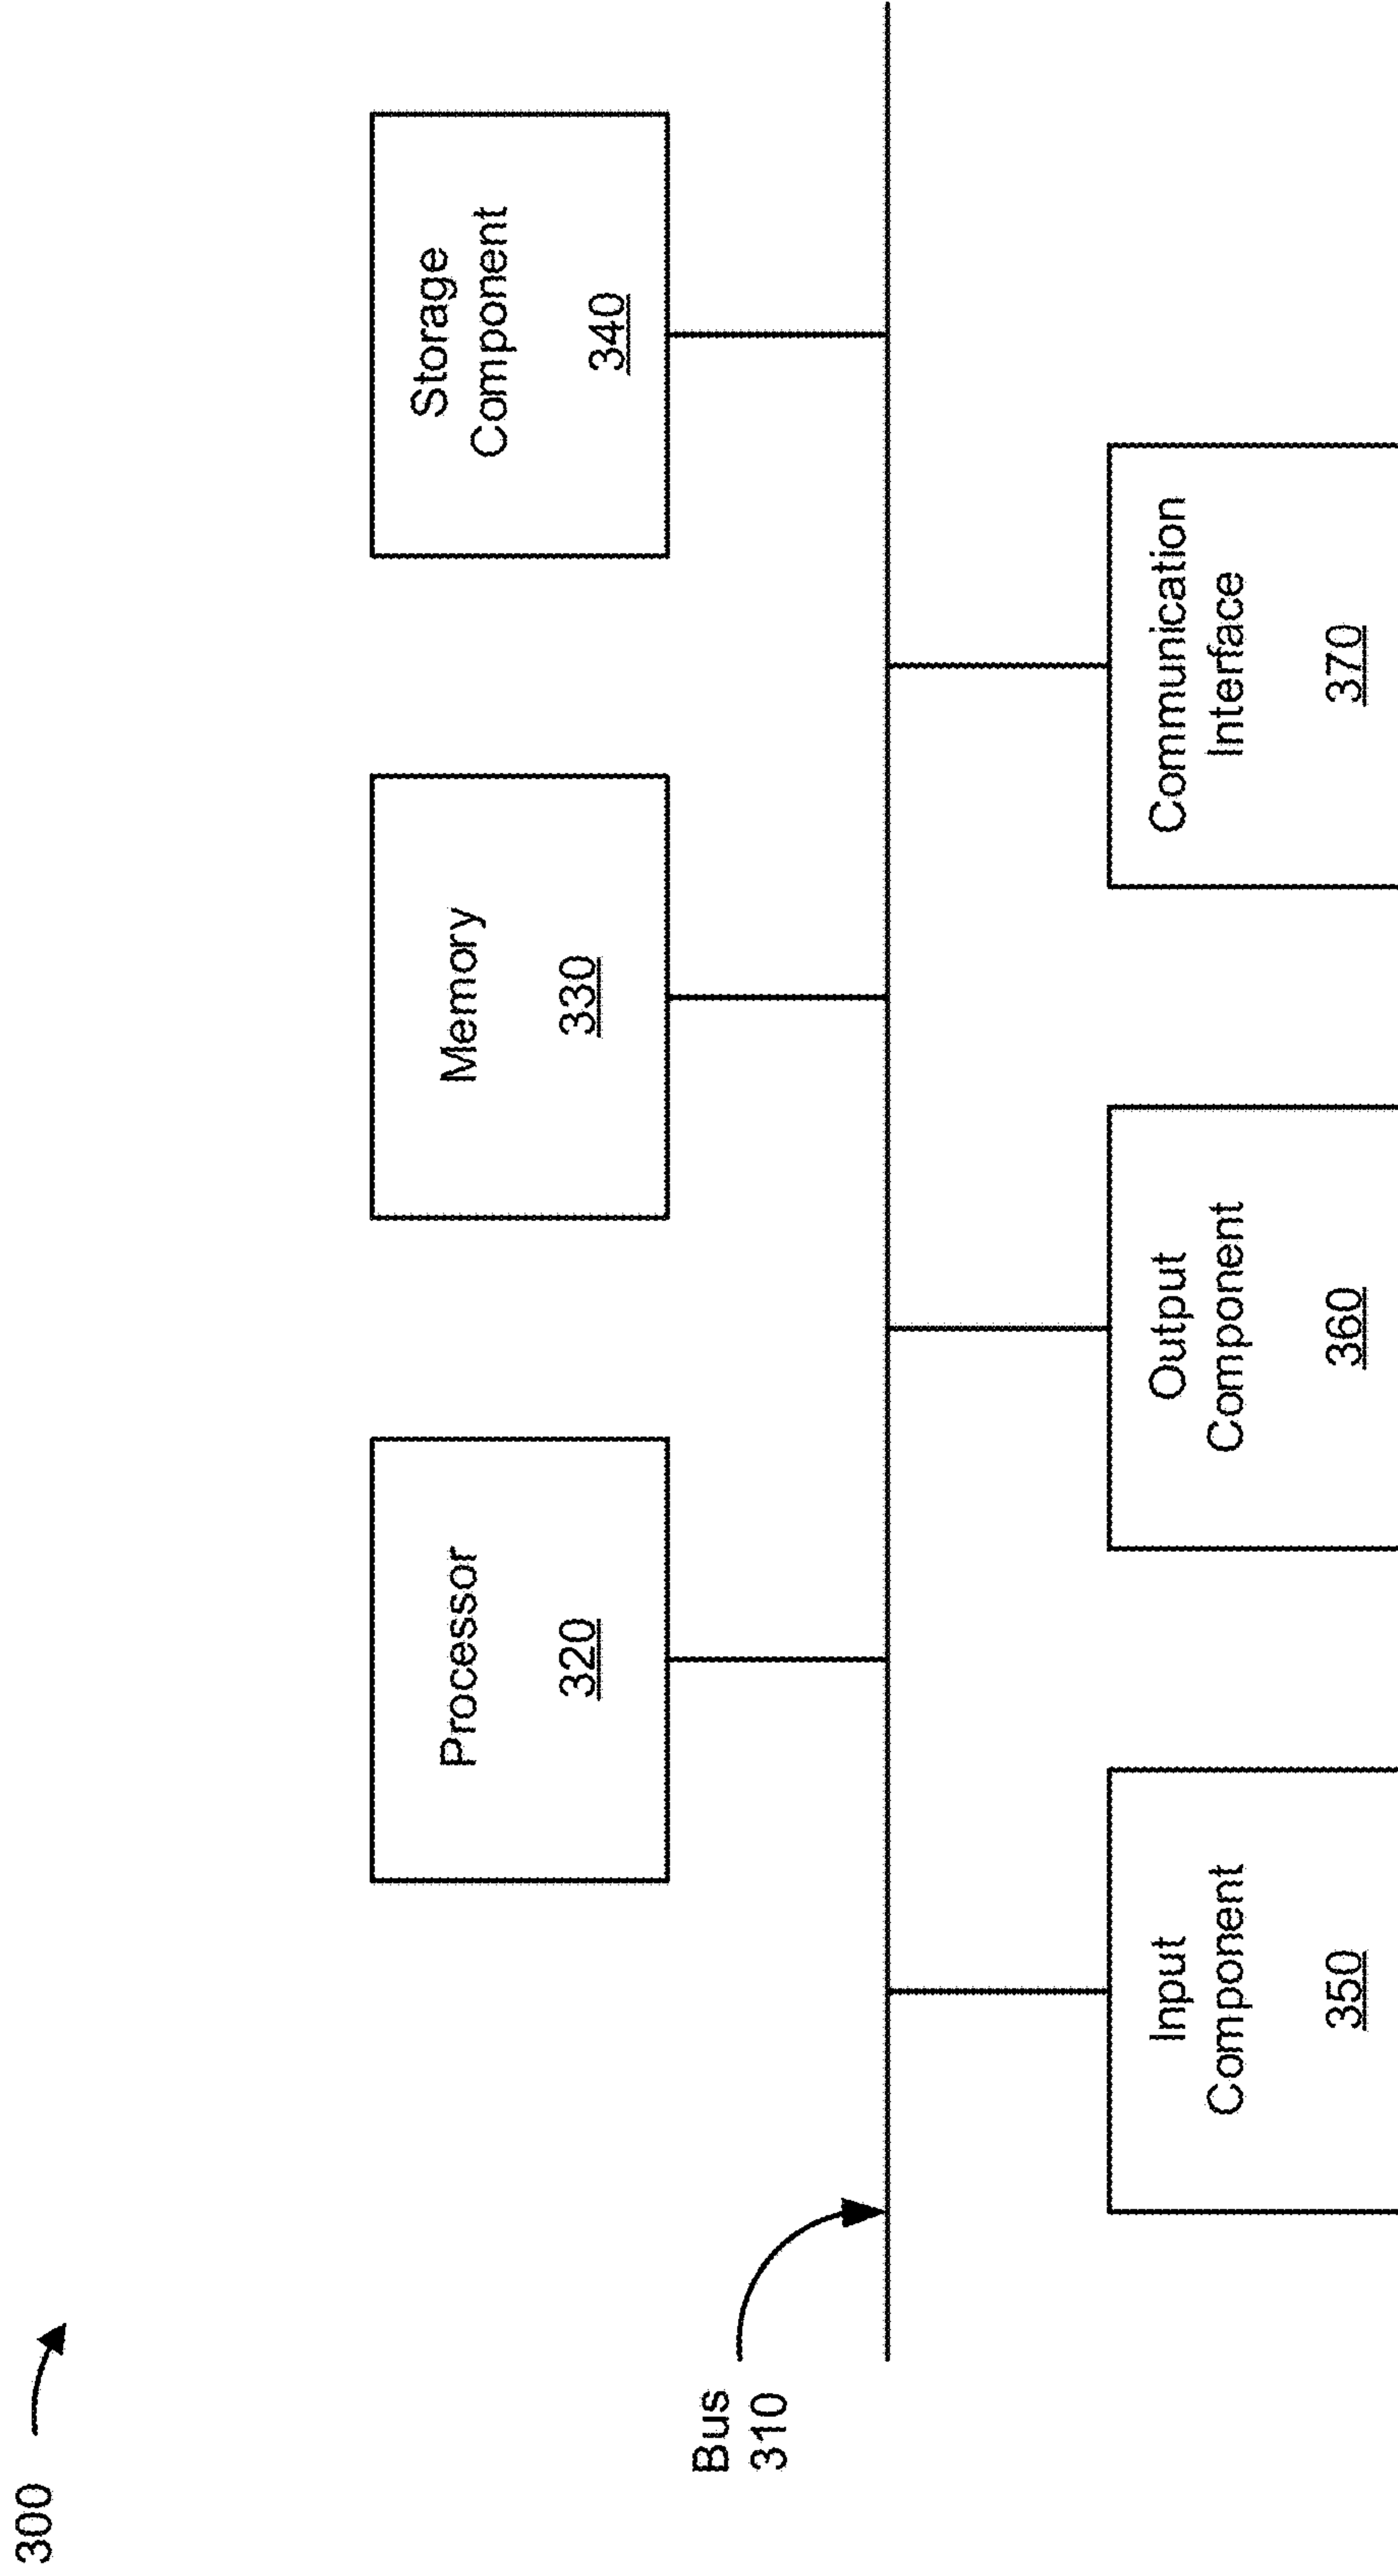 300
Processor
320
Memory
330
Storage
Component
340
Bus
310
Input
Component
350
Output
Component
360
Communication
Interface
370